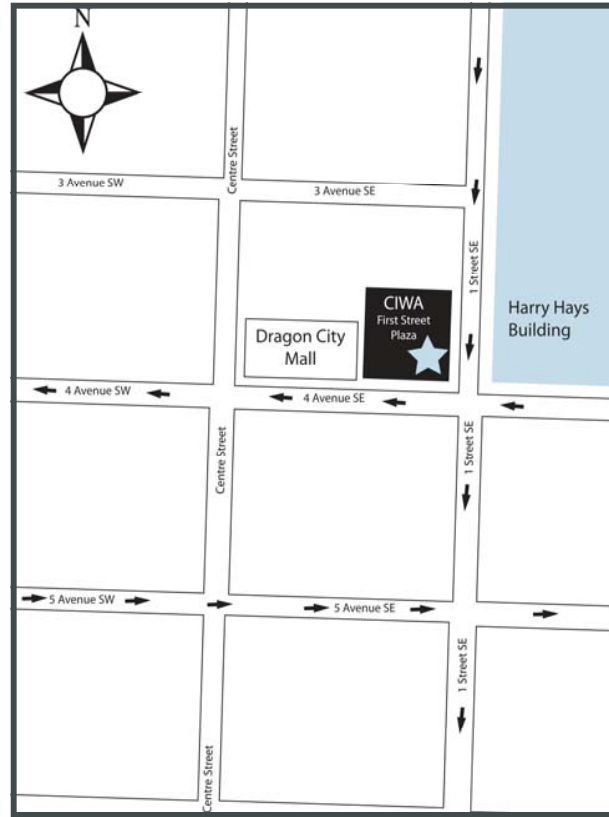 N
Centre Street
3 Avenue SW
3 Avenue SE
1 Street SE
CIWA
First Street
Plaza
Harry Hays
Building
Dragon City
Mall
4 Avenue SW
4 Avenue SE
Centre Street
1 Street SE
5 Avenue SW
5 Avenue SE
1 Street SE
Centre Street